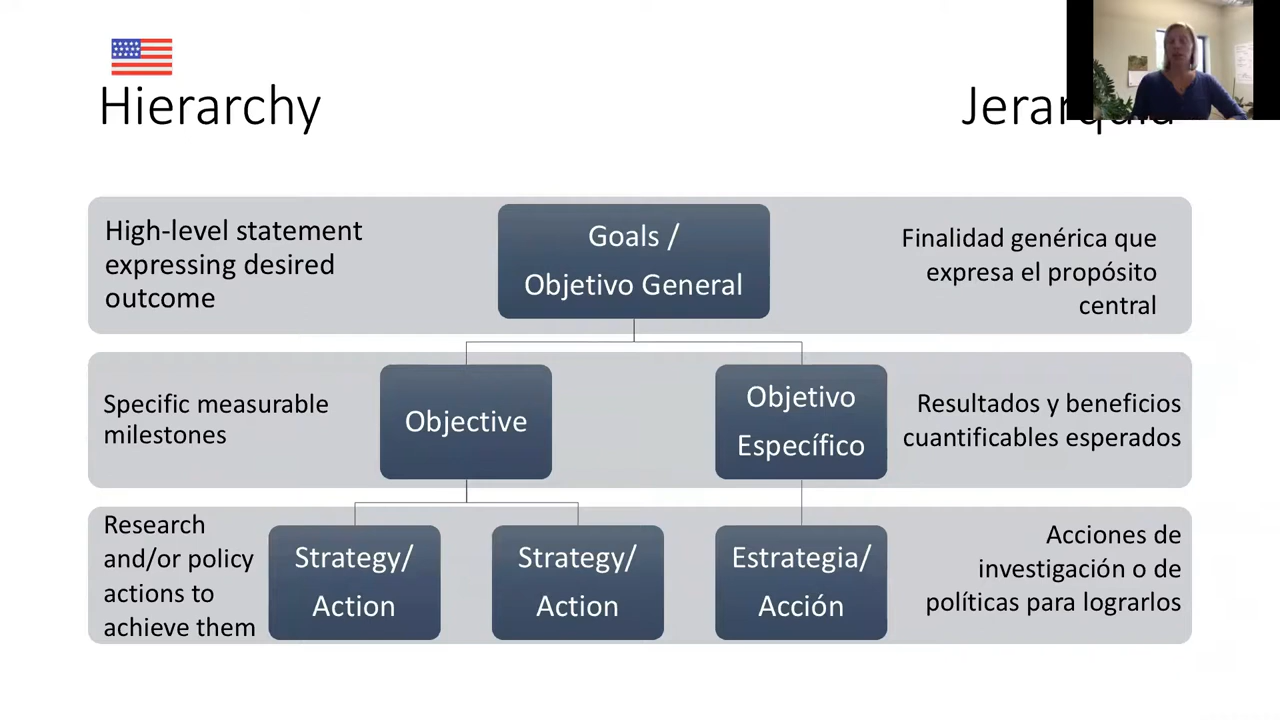 Hierarchy
High-level statement
expressing desired
outcome
Goals /
Objetivo General
Finalidad genérica que
expresa el propósito
central
Specific measurable
milestones
Objective
Objetivo
Específico
Resultados y beneficios
cuantificables esperados
Research
and/or policy
actions to
achieve them
Strategy/
Action
Strategy/
Action
Estrategia/
Acción
Acciones de
investigación o de
políticas para lograrlos